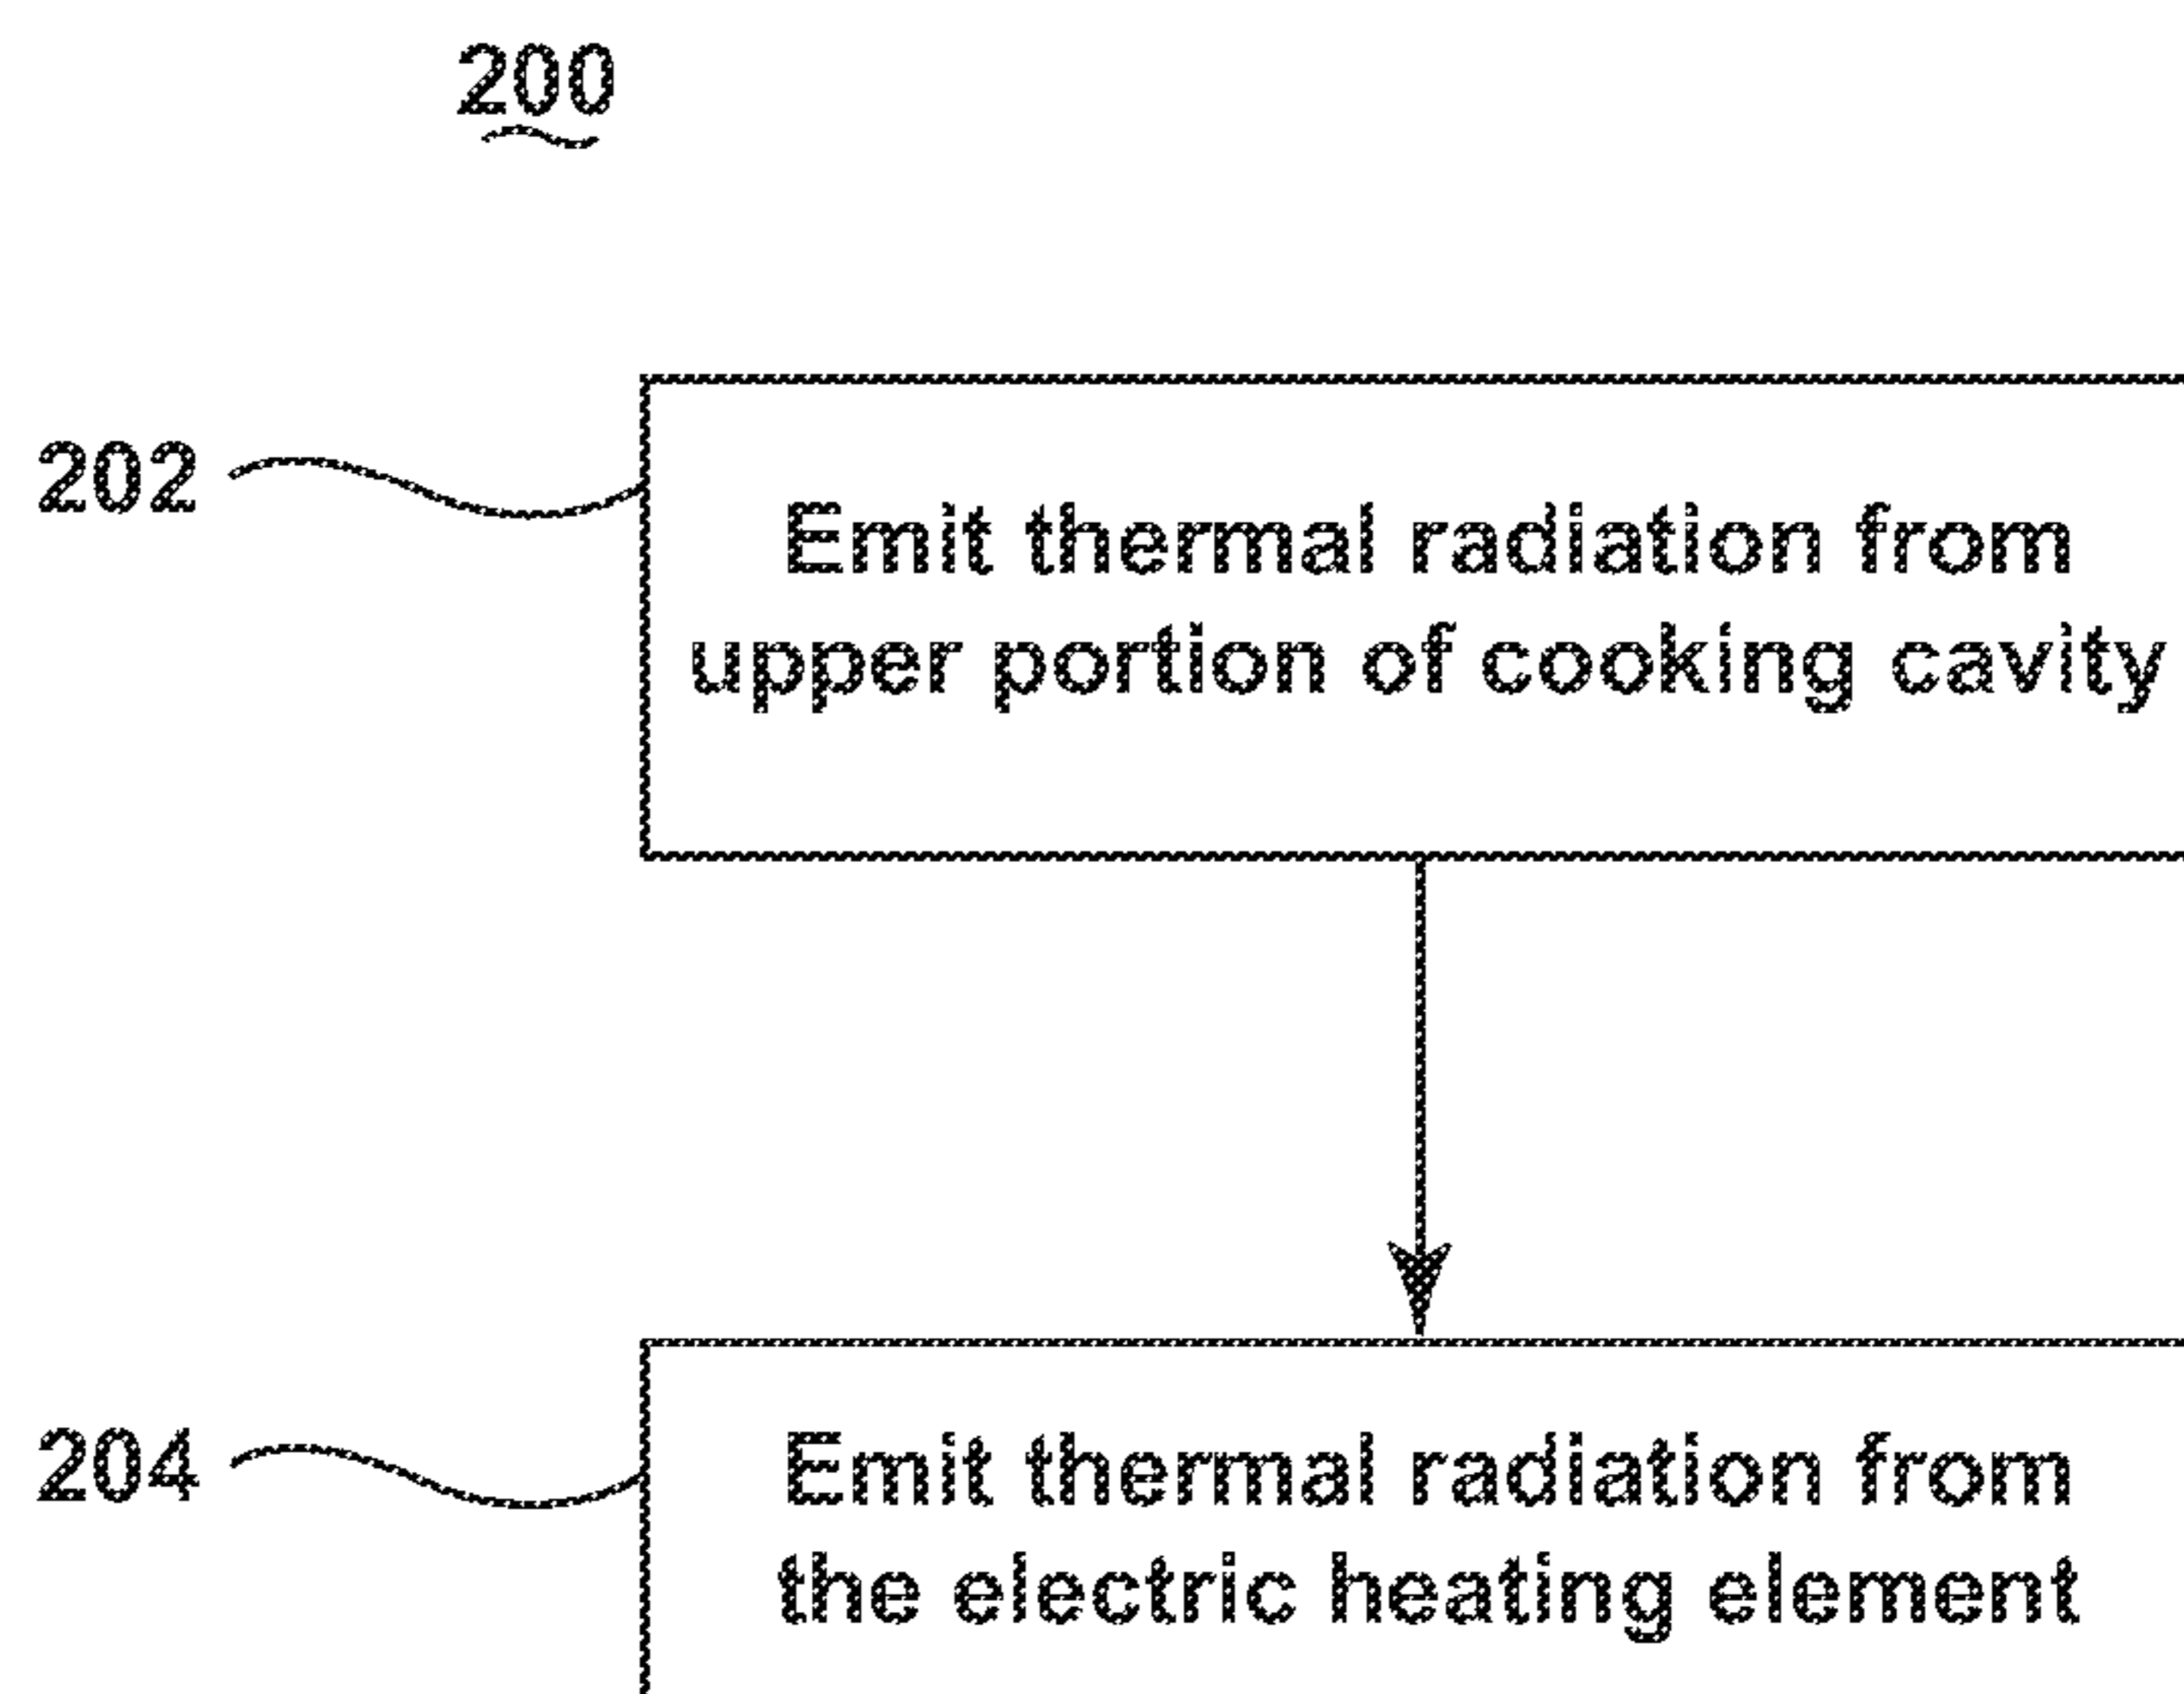 200
202
Emit thermal radiation from
upper portion of cooking cavity
204
Emit thermal radiation from
the electric heating element